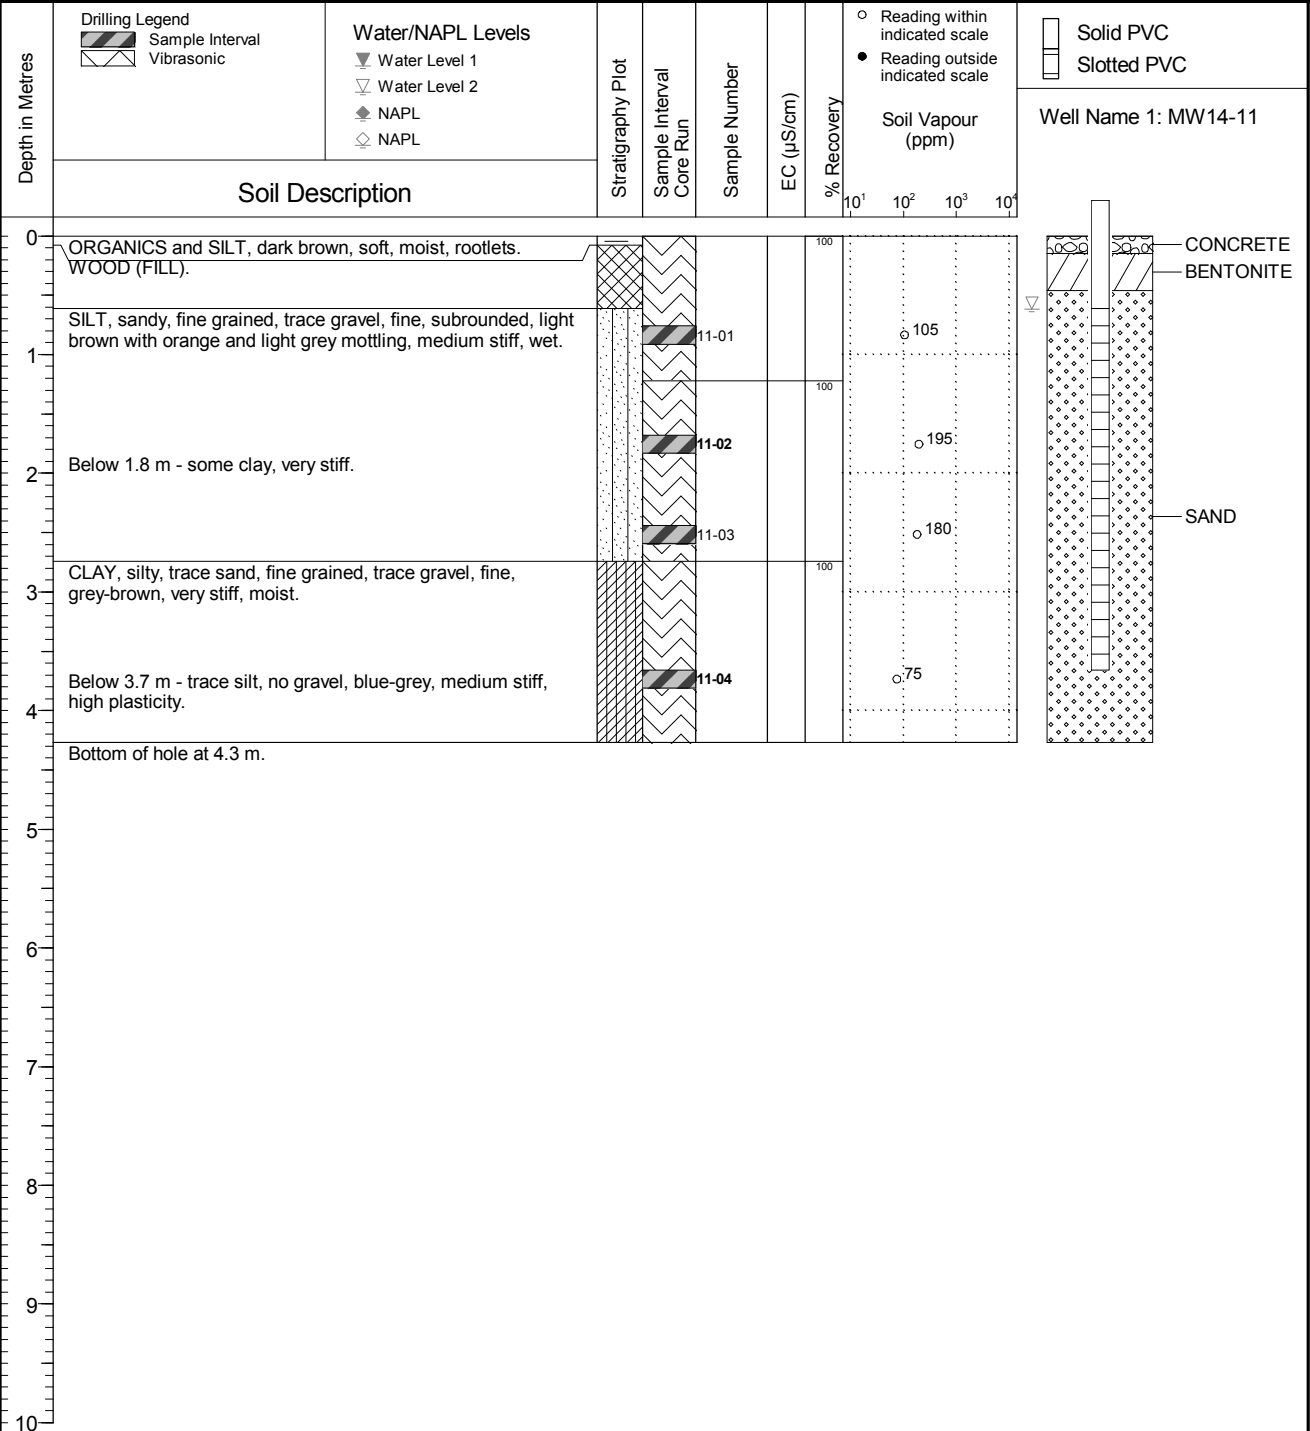 Depth in Metres
Drilling Legend
Sample Interval
Vibrasonic
Water/NAPL Levels
Water Level 1
Water Level 2
NAPL
NAPL
Soil Description
Stratigraphy Plot
Sample Interval
Core Run
Sample Number
EC (µS/cm)
% Recovery
Reading within
indicated scale
Reading outside
indicated scale
Soil Vapour
(ppm)
10¹ 10² 10³ 10⁴
Solid PVC
Slotted PVC
Well Name 1: MW14-11
0
ORGANICS and SILT, dark brown, soft, moist, rootlets.
WOOD (FILL).
100
CONCRETE
BENTONITE
SILT, sandy, fine grained, trace gravel, fine, subrounded, light
brown with orange and light grey mottling, medium stiff, wet.
11-01
105
1
100
11-02
195
Below 1.8 m - some clay, very stiff.
2
SAND
11-03
180
CLAY, silty, trace sand, fine grained, trace gravel, fine,
grey-brown, very stiff, moist.
100
3
Below 3.7 m - trace silt, no gravel, blue-grey, medium stiff,
high plasticity.
11-04
75
4
Bottom of hole at 4.3 m.
5
6
7
8
9
10